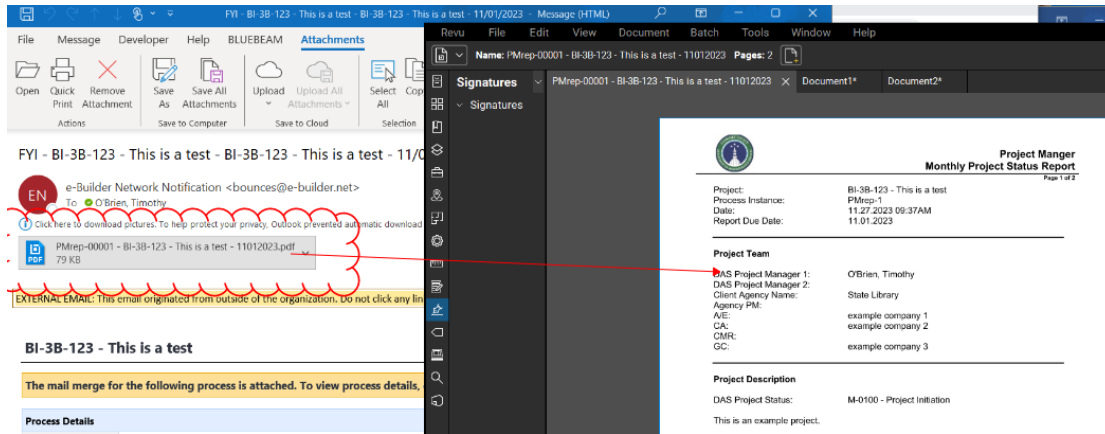 FYI - BI-3B-123 - This is a test - BI-3B-123 - This is a test - 11/01/2023 - Message (HTML)
File Message Developer Help BLUEBEAM Attachments
Open Quick Print Remove Attachment Save As Save All Attachments Upload Upload All Attachments Select All
Actions Save to Computer Save to Cloud Selection
FYI - BI-3B-123 - This is a test - BI-3B-123 - This is a test - 11/0
EN
e-Builder Network Notification <bounces@e-builder.net>
To O'Brien, Timothy
Click here to download pictures. To help protect your privacy, Outlook prevented automatic download
PDF
PMrep-00001 - BI-3B-123 - This is a test - 11012023.pdf
79 KB
EXTERNAL EMAIL: This email originated from outside of the organization. Do not click any lin
BI-3B-123 - This is a test
The mail merge for the following process is attached. To view process details,
Process Details
Revu File Edit View Document Batch Tools Window Help
Name: PMrep-00001 - BI-3B-123 - This is a test - 11012023 Pages: 2
Signatures
PMrep-00001 - BI-3B-123 - This is a test - 11012023 Document1* Document2*
Signatures
Project Manger
Monthly Project Status Report
Page 1 of 2
Project: BI-3B-123 - This is a test
Process Instance: PMrep-1
Date: 11.27.2023 09:37AM
Report Due Date: 11.01.2023
Project Team
DAS Project Manager 1: O'Brien, Timothy
DAS Project Manager 2:
Client Agency Name: State Library
Agency PM:
A/E: example company 1
CA: example company 2
CMR:
GC: example company 3
Project Description
DAS Project Status: M-0100 - Project Initiation
This is an example project.